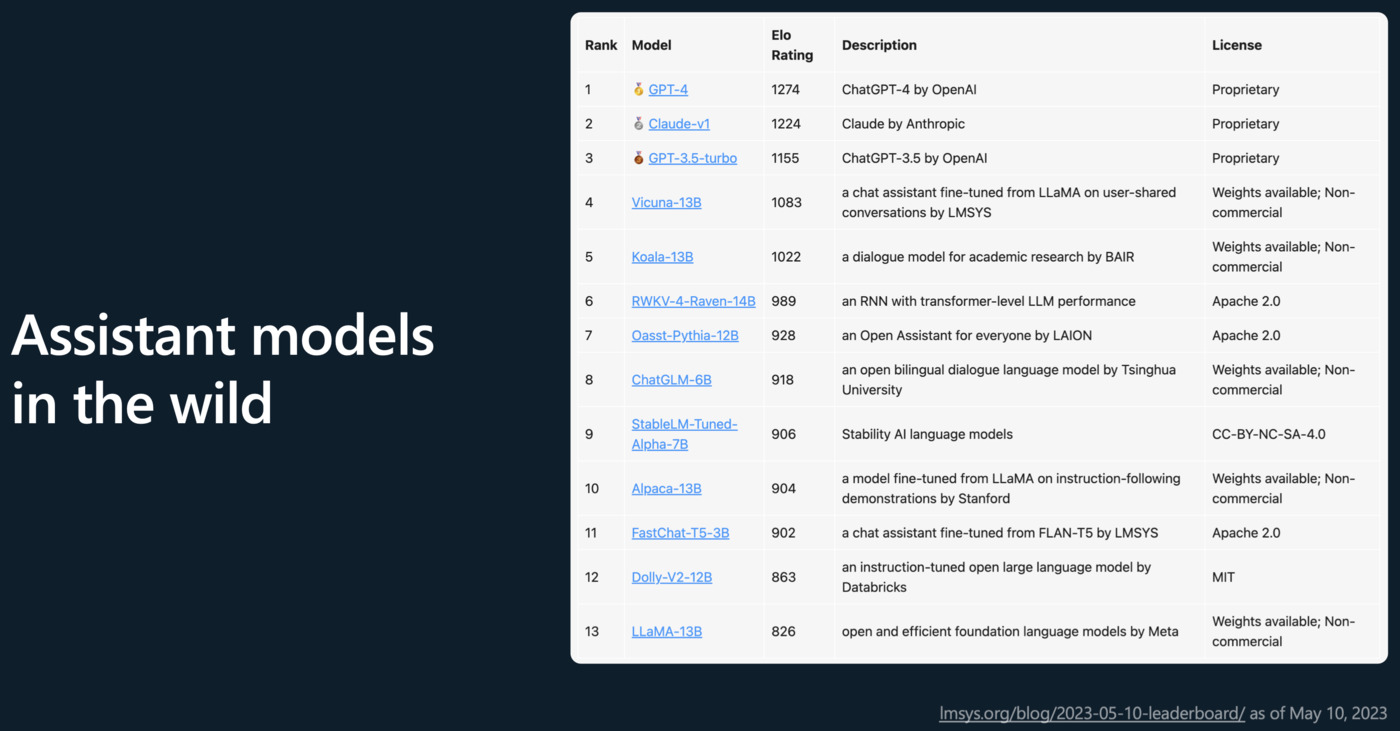 Assistant models
in the wild
Rank Model Elo Rating Description License
1 🥇 GPT-4 1274 ChatGPT-4 by OpenAI Proprietary
2 🥈 Claude-v1 1224 Claude by Anthropic Proprietary
3 🥉 GPT-3.5-turbo 1155 ChatGPT-3.5 by OpenAI Proprietary
4 Vicuna-13B 1083 a chat assistant fine-tuned from LLaMA on user-shared conversations by LMSYS Weights available; Non-commercial
5 Koala-13B 1022 a dialogue model for academic research by BAIR Weights available; Non-commercial
6 RWKV-4-Raven-14B 989 an RNN with transformer-level LLM performance Apache 2.0
7 Oasst-Pythia-12B 928 an Open Assistant for everyone by LAION Apache 2.0
8 ChatGLM-6B 918 an open bilingual dialogue language model by Tsinghua University Weights available; Non-commercial
9 StableLM-Tuned-Alpha-7B 906 Stability AI language models CC-BY-NC-SA-4.0
10 Alpaca-13B 904 a model fine-tuned from LLaMA on instruction-following demonstrations by Stanford Weights available; Non-commercial
11 FastChat-T5-3B 902 a chat assistant fine-tuned from FLAN-T5 by LMSYS Apache 2.0
12 Dolly-V2-12B 863 an instruction-tuned open large language model by Databricks MIT
13 LLaMA-13B 826 open and efficient foundation language models by Meta Weights available; Non-commercial
lmsys.org/blog/2023-05-10-leaderboard/ as of May 10, 2023